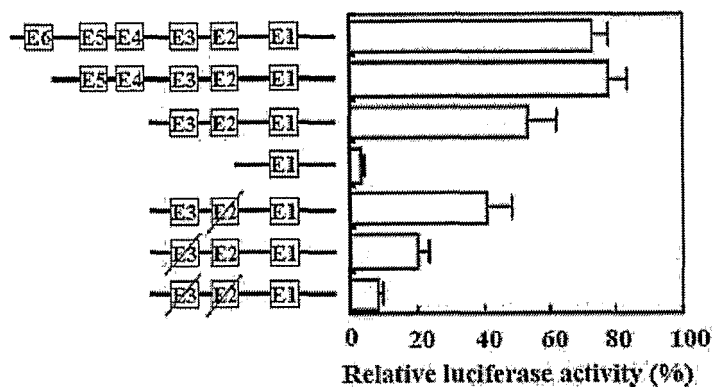 E6 E5 E4 E3 E2 E1
E5 E4 E3 E2 E1
E3 E2 E1
E1
E3 E2 E1
E3 E2 E1
E3 E2 E1
0 20 40 60 80 100
Relative luciferase activity (%)